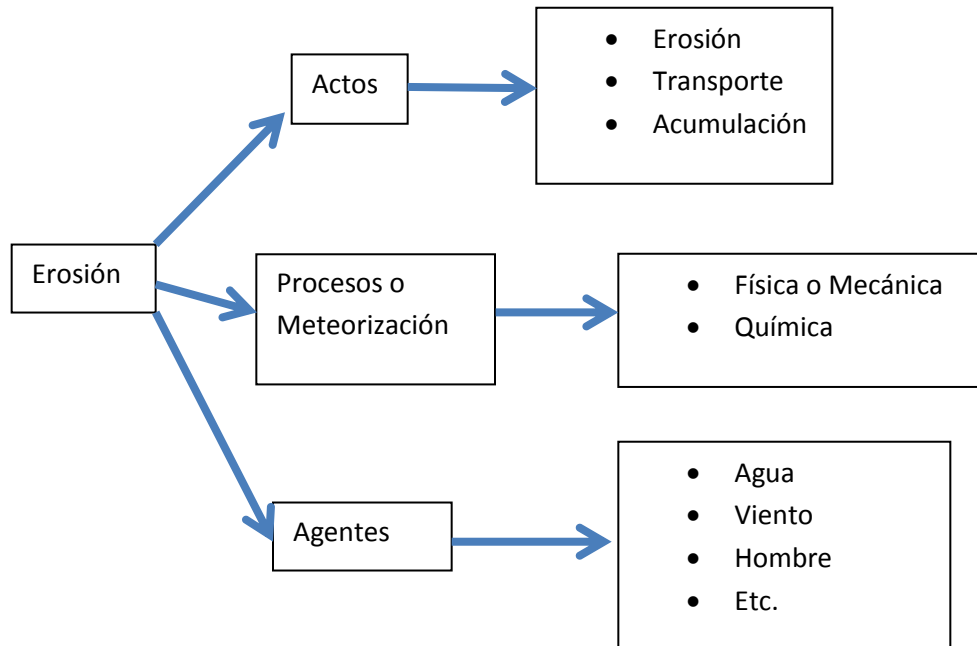 Erosión
Actos
• Erosión
• Transporte
• Acumulación
Procesos o
Meteorización
• Física o Mecánica
• Química
Agentes
• Agua
• Viento
• Hombre
• Etc.